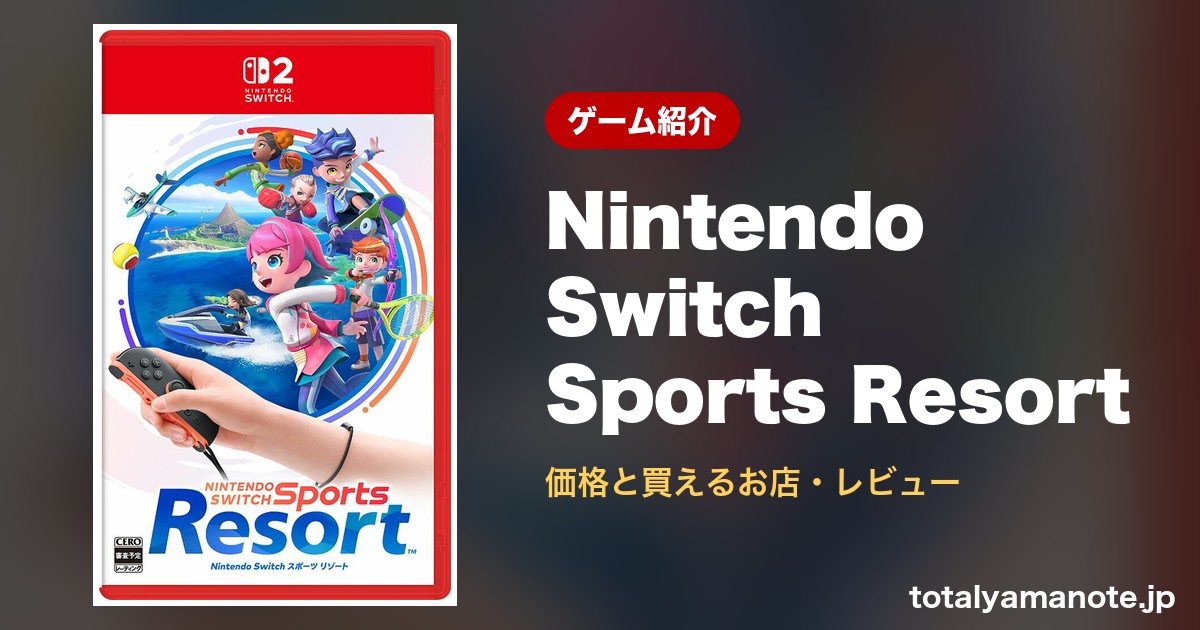 2
NINTENDO
SWITCH.
NINTENDO
SWITCH Sports
Resort™
Nintendo Switch スポーツ リゾート
CERO
審査予定
レーティング
ゲーム紹介
Nintendo
Switch
Sports Resort
価格と買えるお店・レビュー
totalyamanote.jp